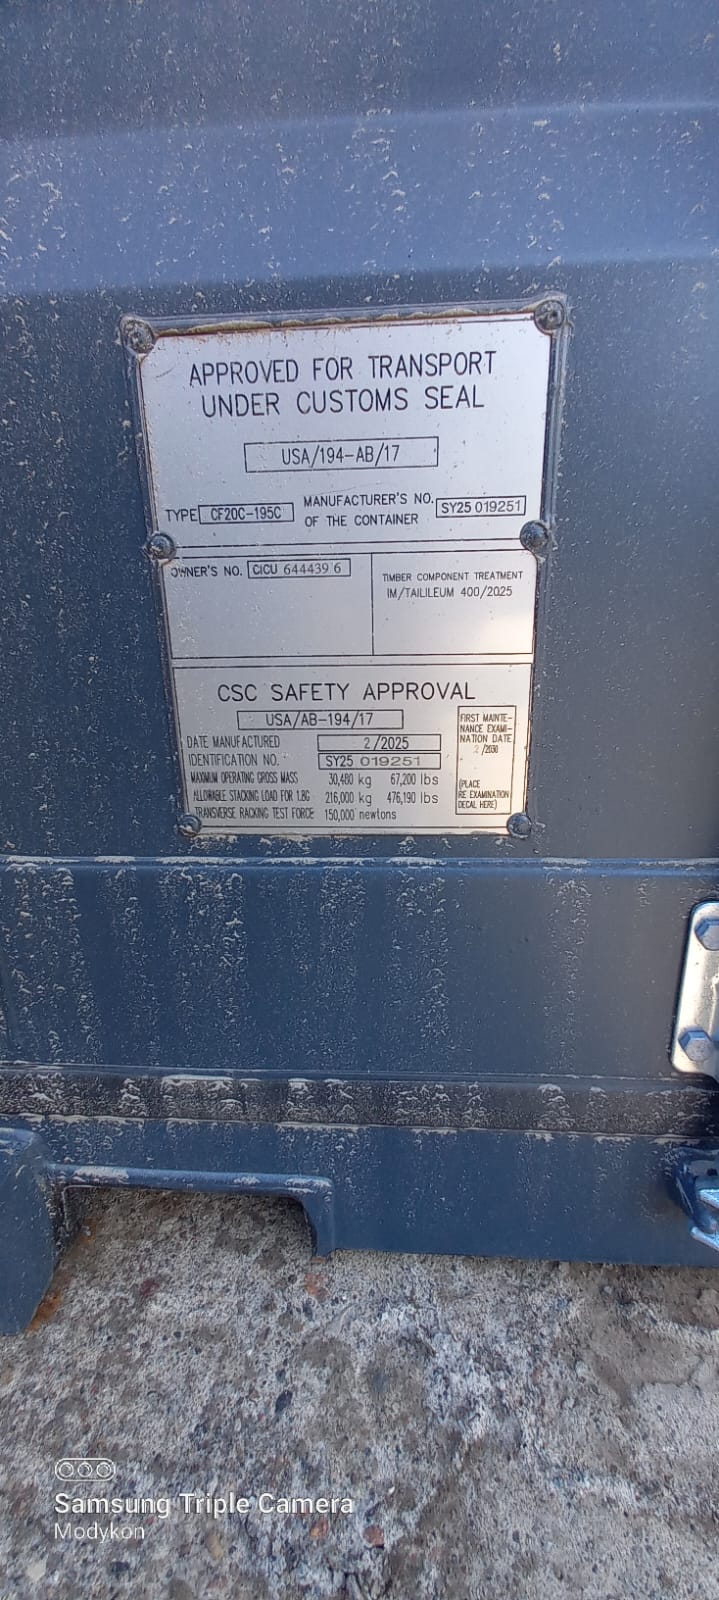 APPROVED FOR TRANSPORT
UNDER CUSTOMS SEAL
USA/194-AB/17
TYPE CF20C-195C MANUFACTURER'S NO. OF THE CONTAINER SY25 019251
OWNER'S NO. CICU 644439 6
TIMBER COMPONENT TREATMENT
IM/TAILILEUM 400/2025
CSC SAFETY APPROVAL
USA/AB-194/17
DATE MANUFACTURED 2/2025
IDENTIFICATION NO. SY25 019251
MAXIMUM OPERATING GROSS MASS 30,480 kg 67,200 lbs
ALLOWABLE STACKING LOAD FOR 1.8G 216,000 kg 476,190 lbs
TRANSVERSE RACKING TEST FORCE 150,000 newtons
FIRST MAINTE-
NANCE EXAMI-
NATION DATE
2 /2030
(PLACE
RE EXAMINATION
DECAL HERE)
Samsung Triple Camera
Modykon